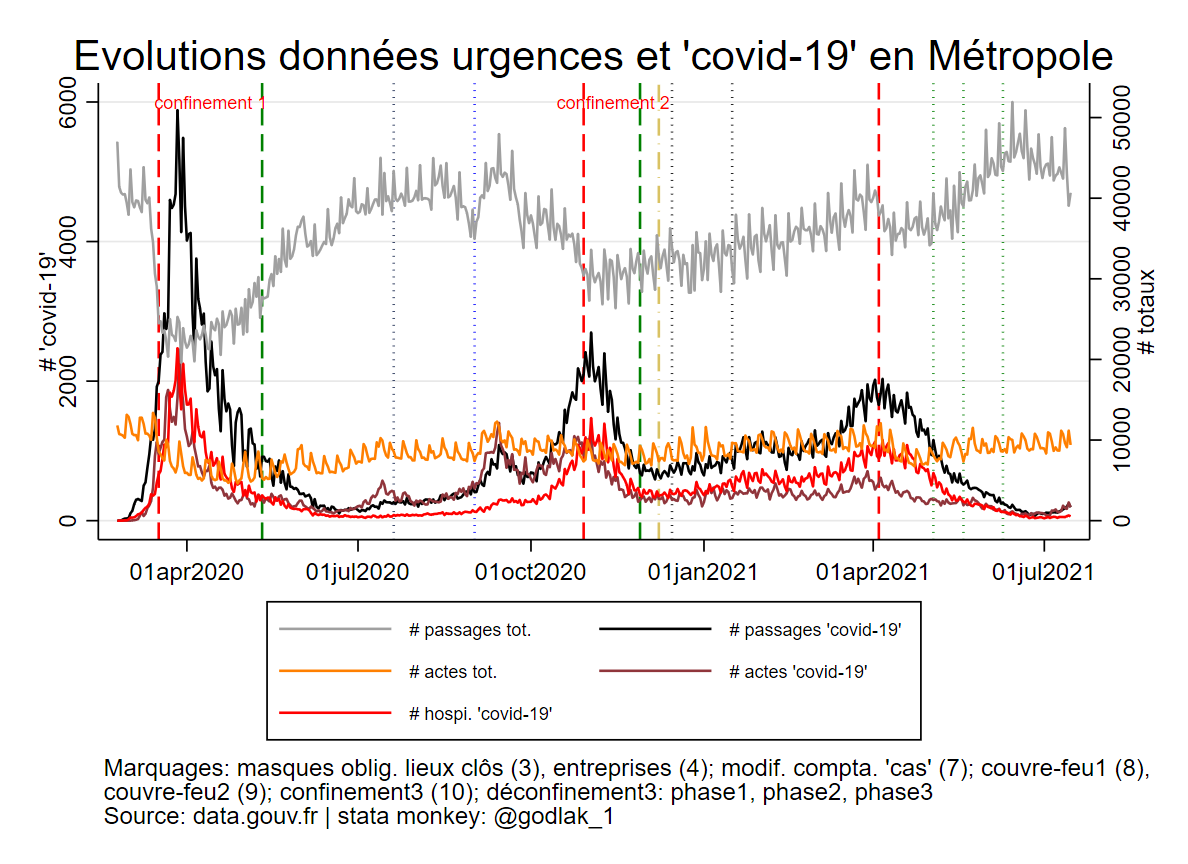 Evolutions données urgences et 'covid-19' en Métropole
confinement 1
confinement 2
6000
4000
2000
0
# 'covid-19'
50000
40000
30000
20000
10000
0
# totaux
01apr2020
01jul2020
01oct2020
01jan2021
01apr2021
01jul2021
# passages tot.
# passages 'covid-19'
# actes tot.
# actes 'covid-19'
# hospi. 'covid-19'
Marquages: masques oblig. lieux clôs (3), entreprises (4); modif. compta. 'cas' (7); couvre-feu1 (8),
couvre-feu2 (9); confinement3 (10); déconfinement3: phase1, phase2, phase3
Source: data.gouv.fr | stata monkey: @godlak_1